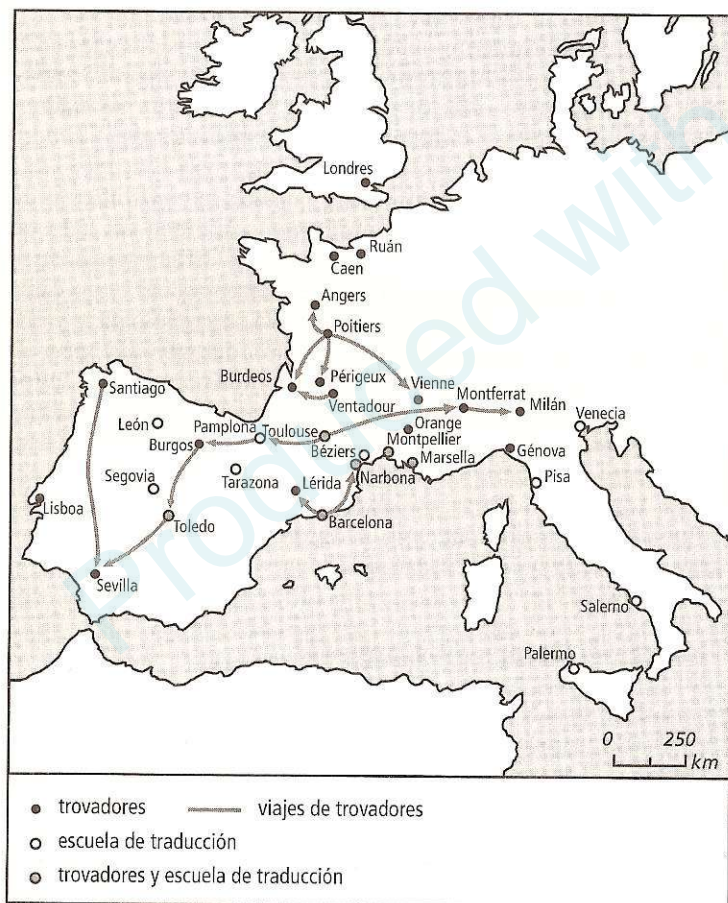 Londres
Ruán
Caen
Angers
Poitiers
Burdeos
Périgeux
Vienne
Santiago
Ventadour
Montferrat
Milán
León
Pamplona
Toulouse
Orange
Venecia
Burgos
Montpellier
Béziers
Marsella
Génova
Segovia
Tarazona
Lérida
Narbona
Pisa
Lisboa
Toledo
Barcelona
Sevilla
Salerno
Palermo
0 250
km
trovadores viajes de trovadores
escuela de traducción
trovadores y escuela de traducción
Produced with